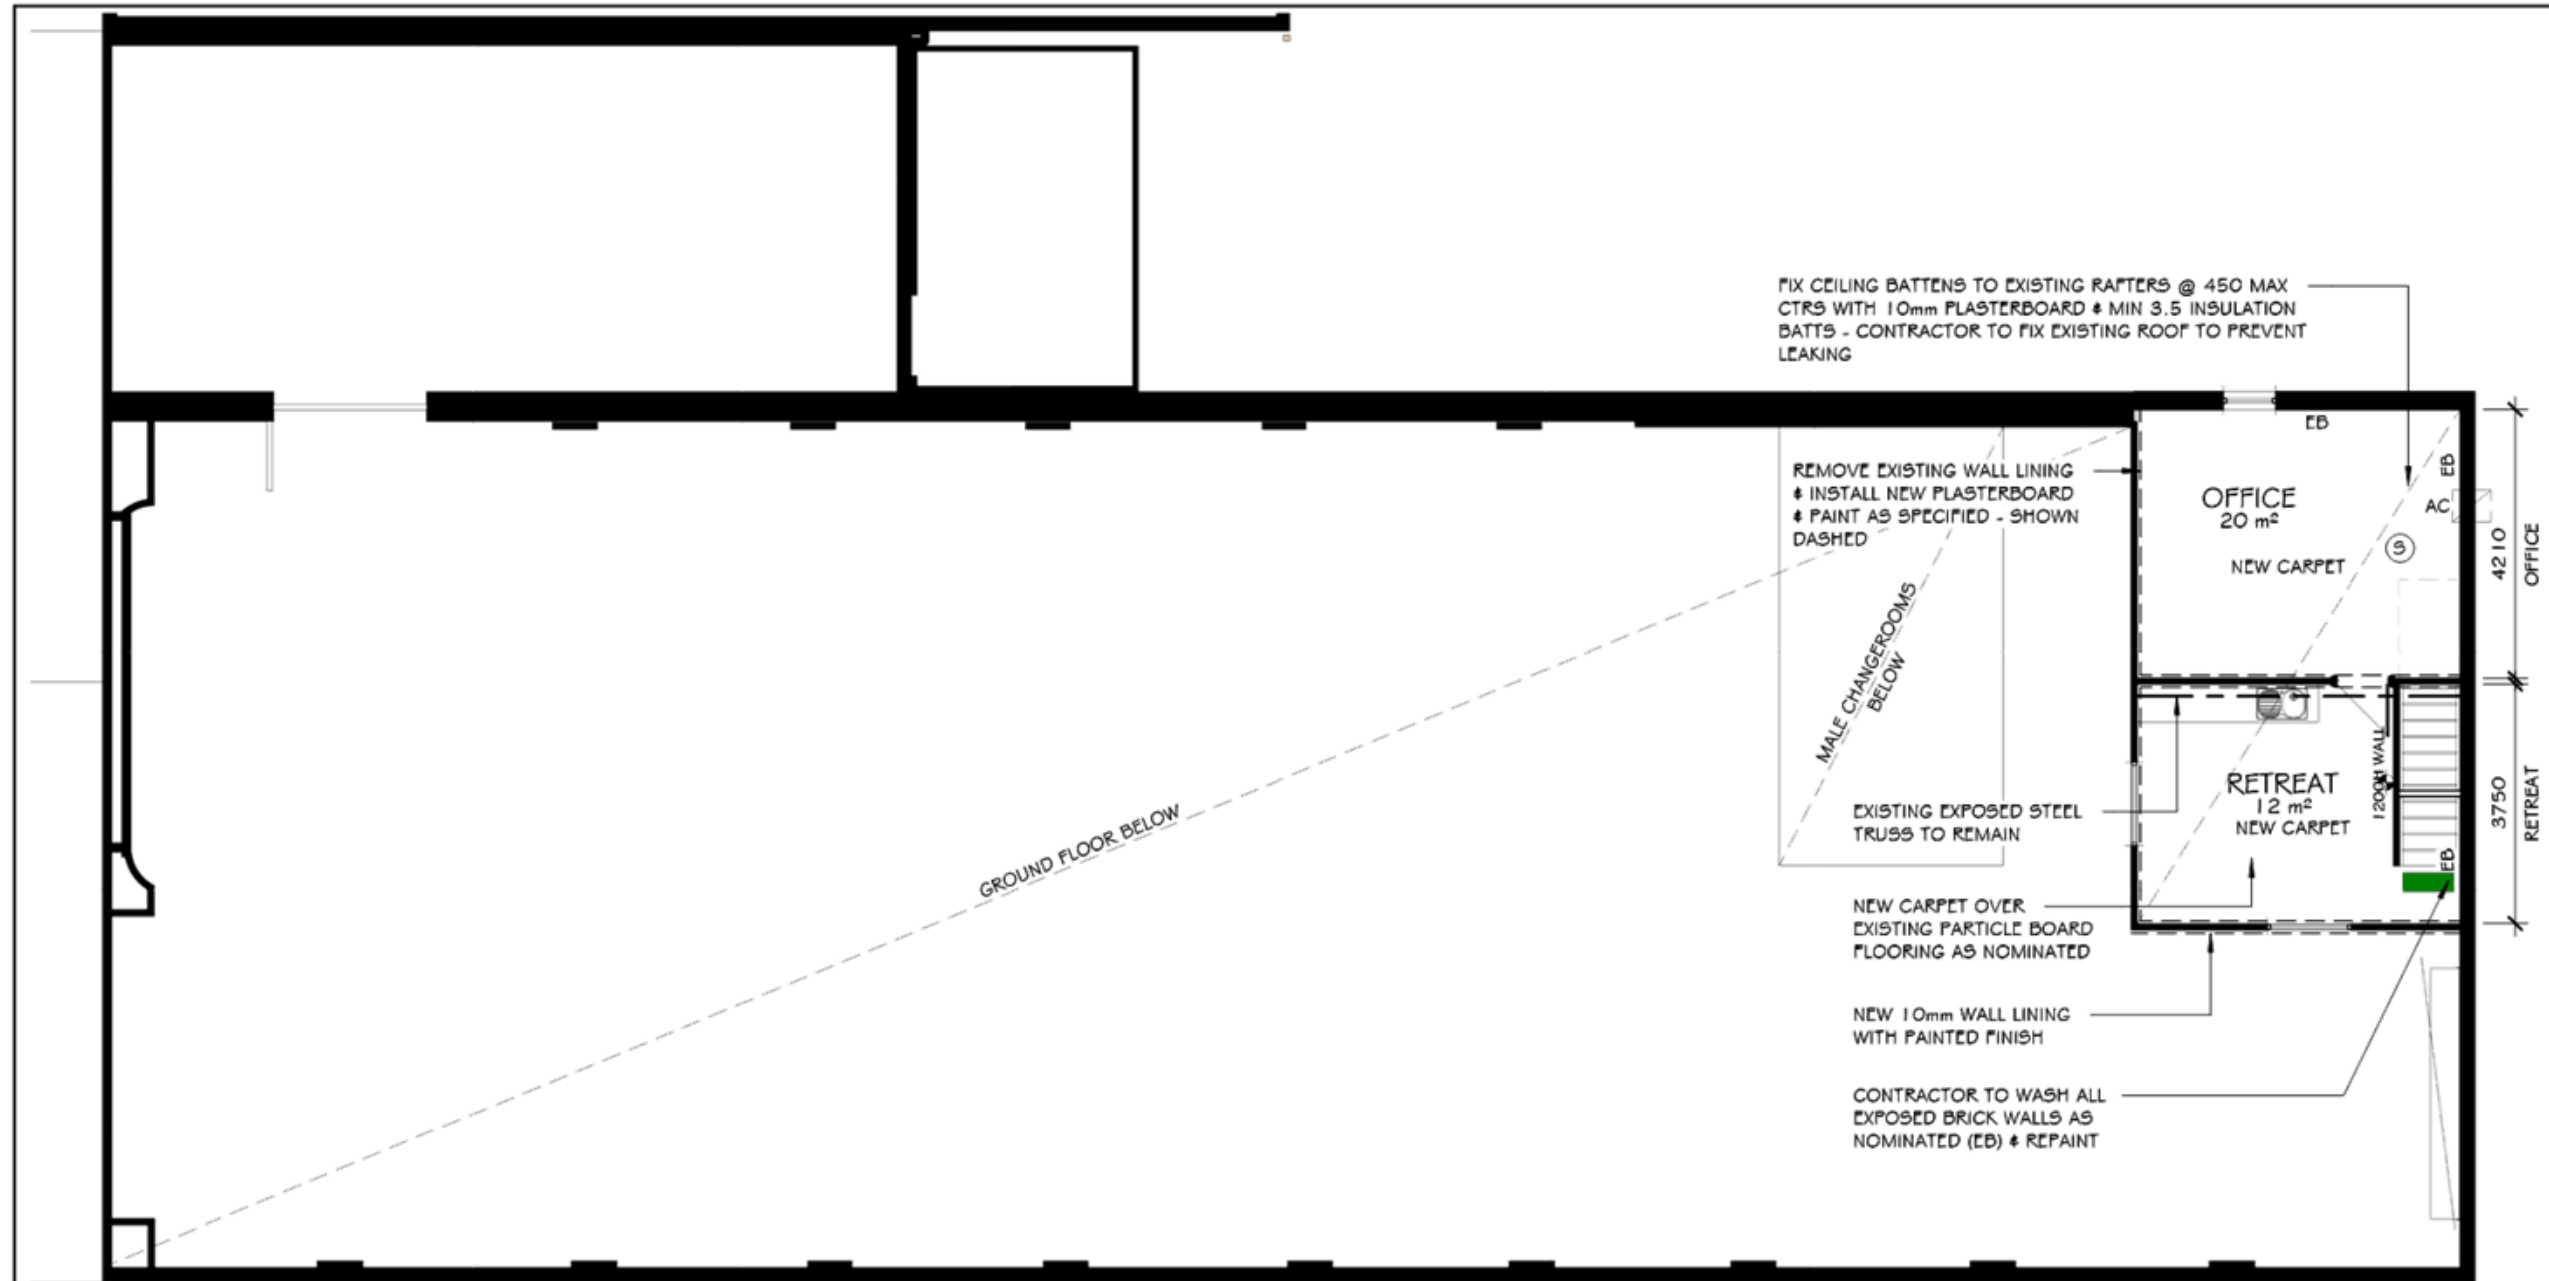 FIX CEILING BATTENS TO EXISTING RAFTERS @ 450 MAX
CTRS WITH 10mm PLASTERBOARD & MIN 3.5 INSULATION
BATTS - CONTRACTOR TO FIX EXISTING ROOF TO PREVENT
LEAKING
EB
REMOVE EXISTING WALL LINING
& INSTALL NEW PLASTERBOARD
& PAINT AS SPECIFIED - SHOWN
DASHED
EB
OFFICE
20 m²
AC
S
NEW CARPET
4210
OFFICE
MALE CHANGEROOMS
BELOW
GROUND FLOOR BELOW
1200H WALL
RETREAT
12 m²
NEW CARPET
3750
RETREAT
EXISTING EXPOSED STEEL
TRUSS TO REMAIN
EB
NEW CARPET OVER
EXISTING PARTICLE BOARD
FLOORING AS NOMINATED
NEW 10mm WALL LINING
WITH PAINTED FINISH
CONTRACTOR TO WASH ALL
EXPOSED BRICK WALLS AS
NOMINATED (EB) & REPAINT